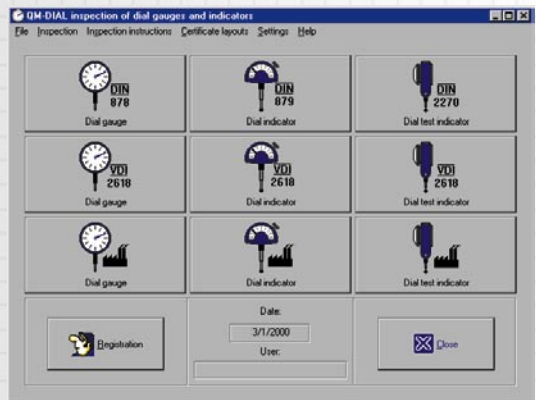 QM-DIAL inspection of dial gauges and indicators
File Inspection Inspection instructions Certificate layouts Settings Help
DIN 878
Dial gauge
DIN 879
Dial indicator
DIN 2270
Dial test indicator
VDI 2618
Dial gauge
VDI 2618
Dial indicator
VDI 2618
Dial test indicator
Dial gauge
Dial indicator
Dial test indicator
Registration
Date:
3/1/2000
User:
Close